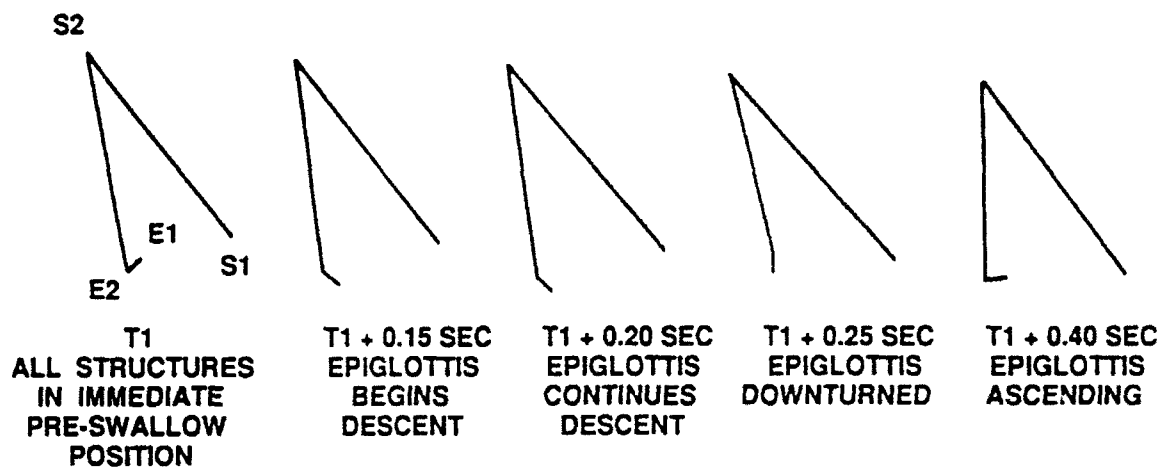 S2
E1
S1
E2
T1
ALL STRUCTURES
IN IMMEDIATE
PRE-SWALLOW
POSITION
T1 + 0.15 SEC
EPIGLOTTIS
BEGINS
DESCENT
T1 + 0.20 SEC
EPIGLOTTIS
CONTINUES
DESCENT
T1 + 0.25 SEC
EPIGLOTTIS
DOWNTURNED
T1 + 0.40 SEC
EPIGLOTTIS
ASCENDING